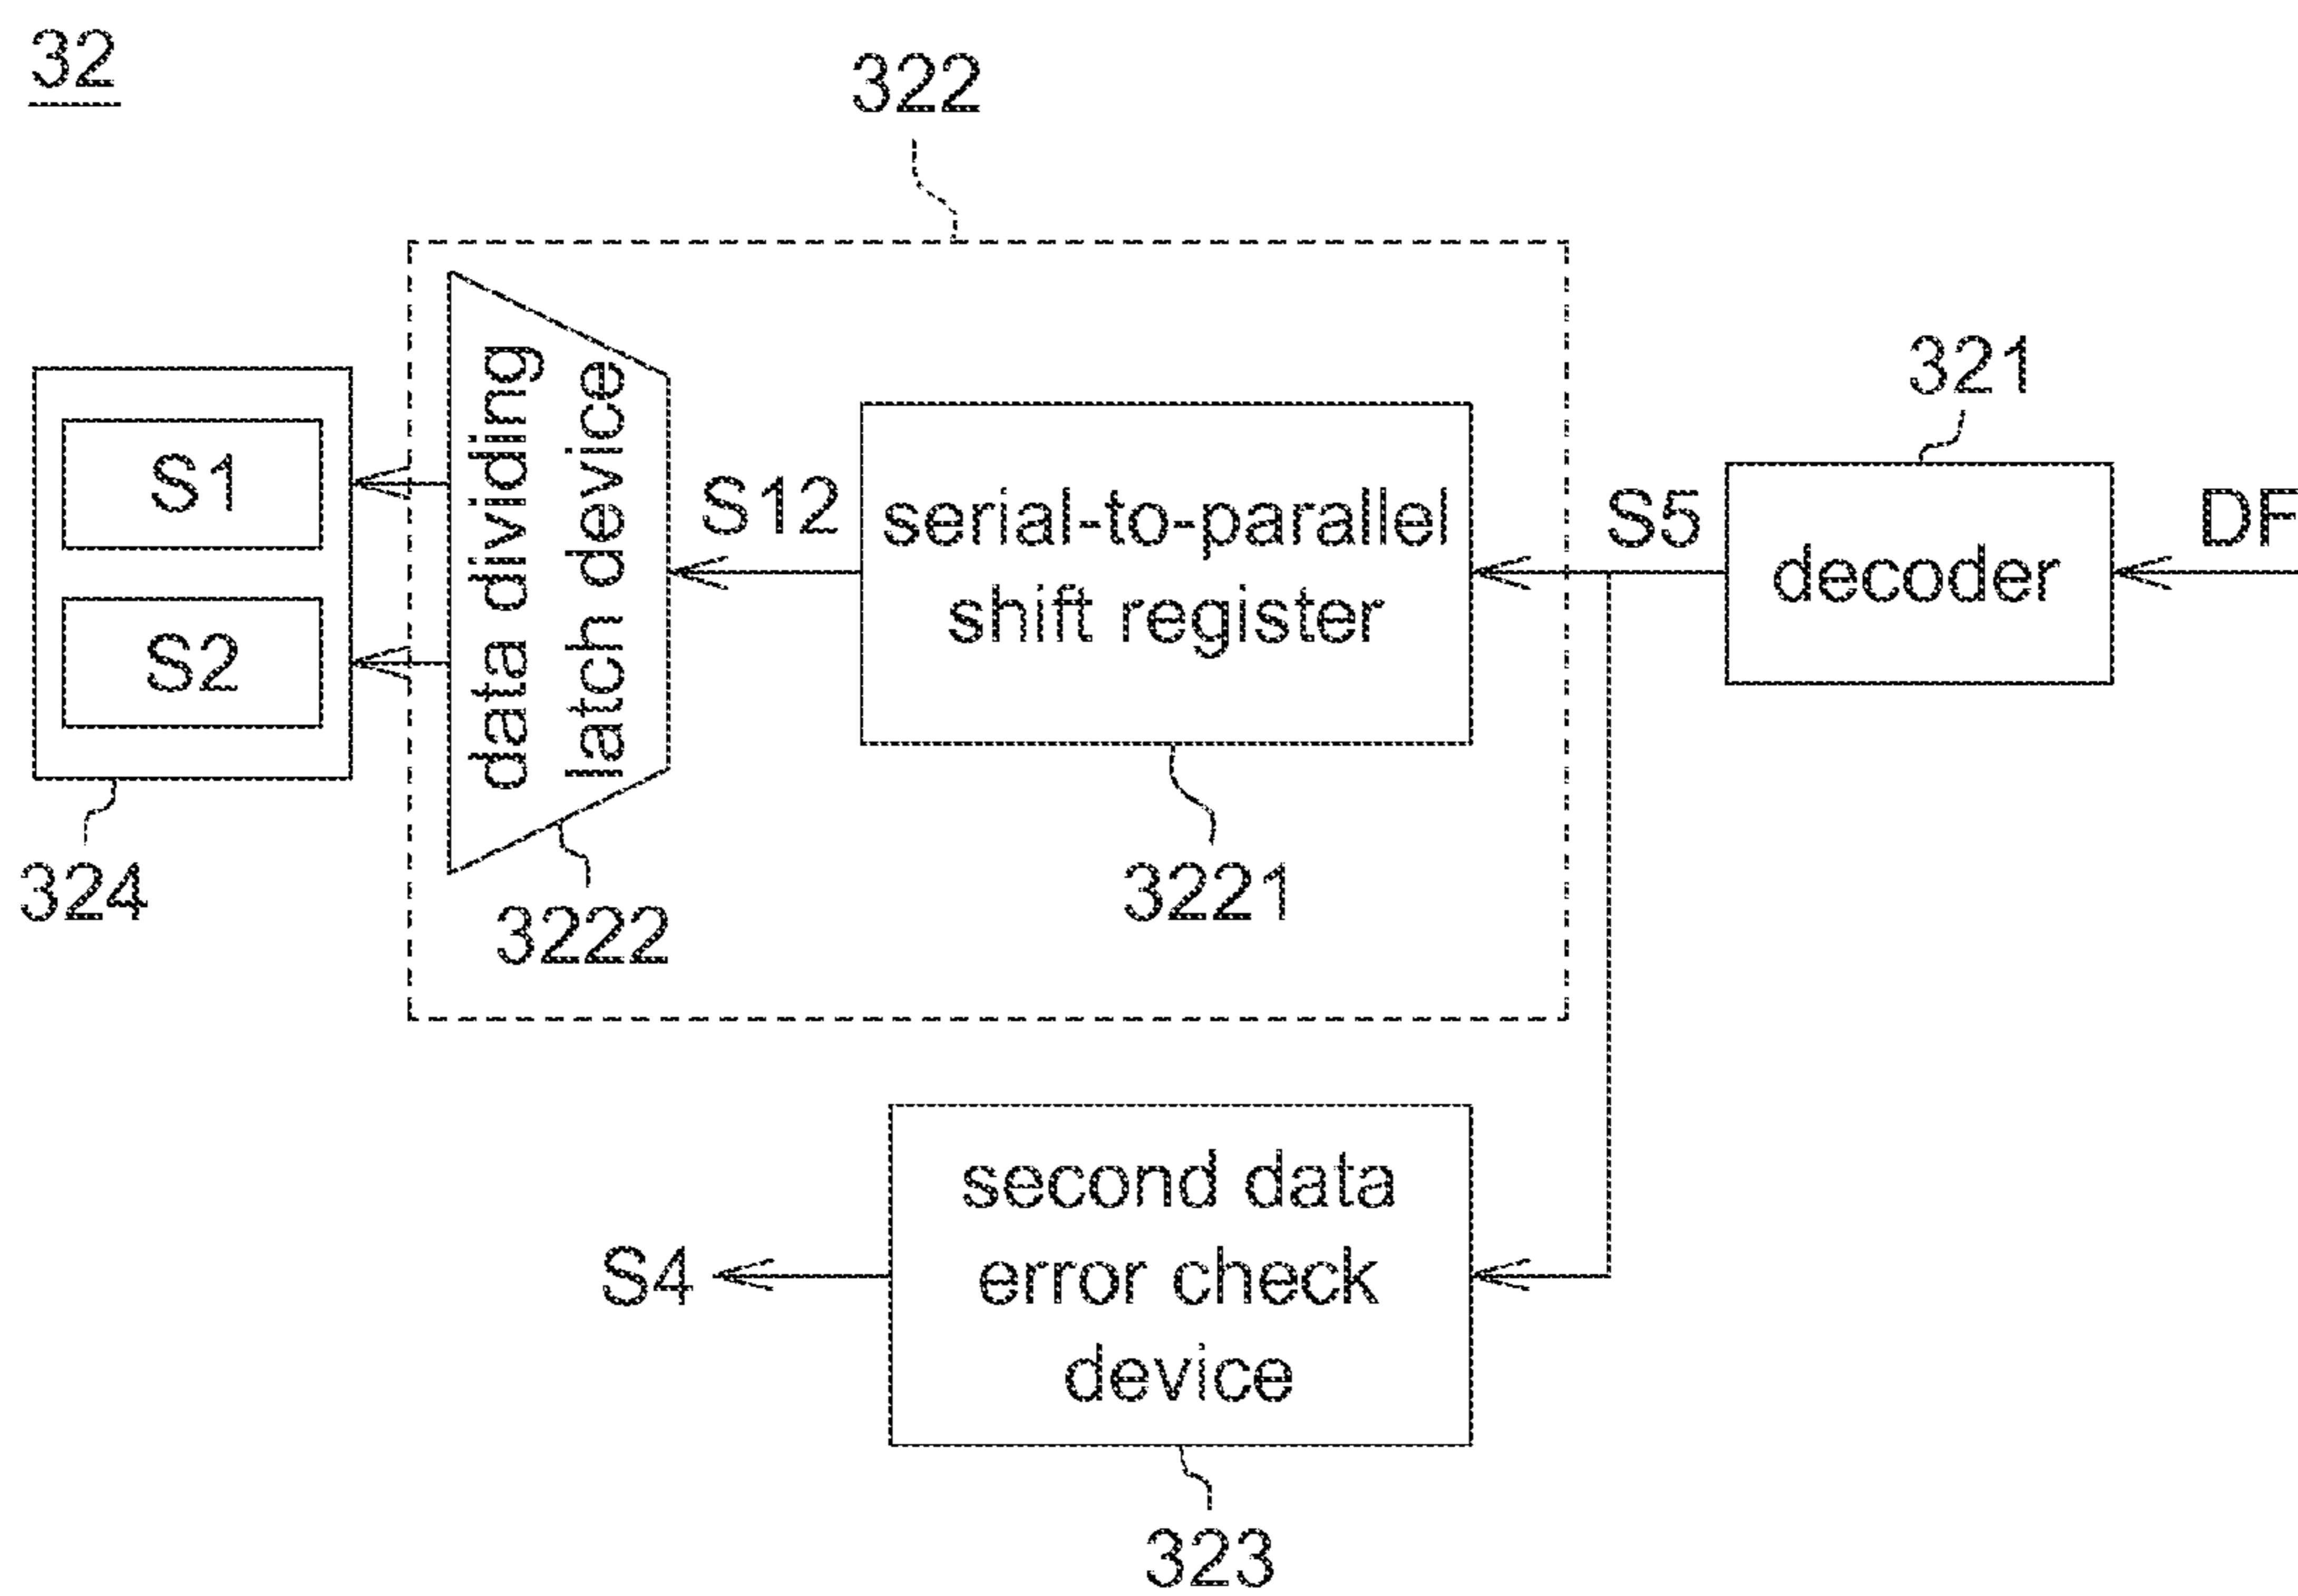 32
322
321
S1
S2
data dividing
latch device
S12
serial-to-parallel
shift register
S5
decoder
DF
324
3222
3221
second data
error check
device
S4
323